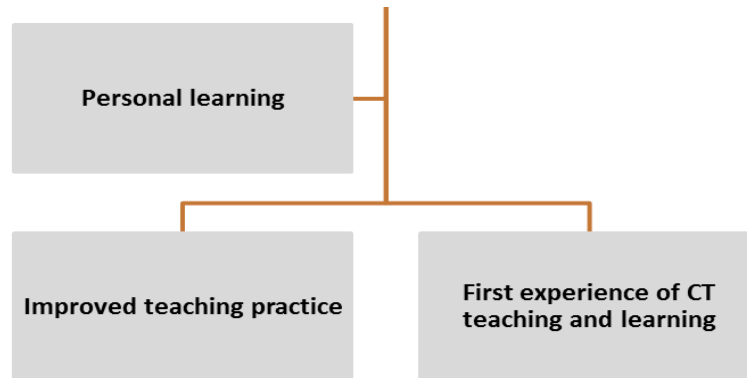 Personal learning
Improved teaching practice
First experience of CT
teaching and learning